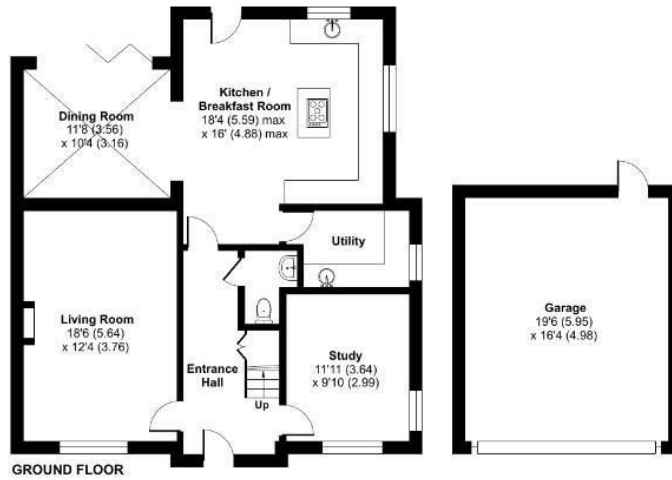 Kitchen /
Breakfast Room
18'4 (5.59) max
x 16' (4.88) max
Dining Room
11'8 (3.56)
x 10'4 (3.16)
Utility
Living Room
18'6 (5.64)
x 12'4 (3.76)
Entrance
Hall
Up
Study
11'11 (3.64)
x 9'10 (2.99)
Garage
19'6 (5.95)
x 16'4 (4.98)
GROUND FLOOR